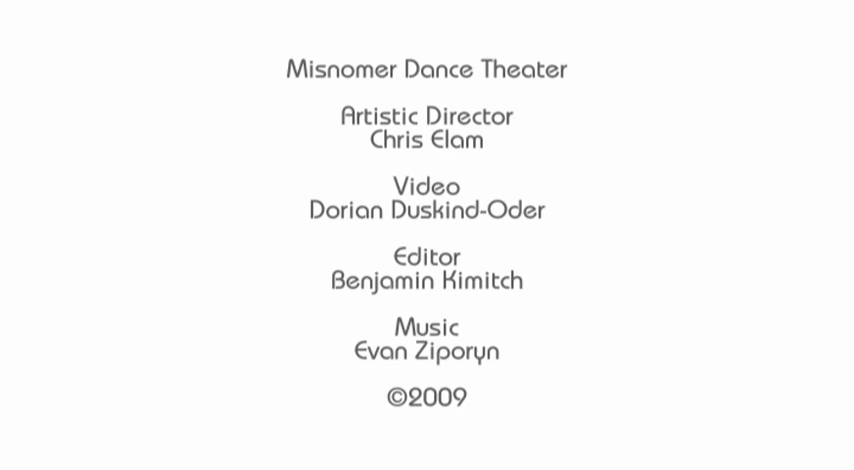 Misnomer Dance Theater
Artistic Director
Chris Elam
Video
Dorian Duskind-Oder
Editor
Benjamin Kimitch
Music
Evan Ziporyn
©2009